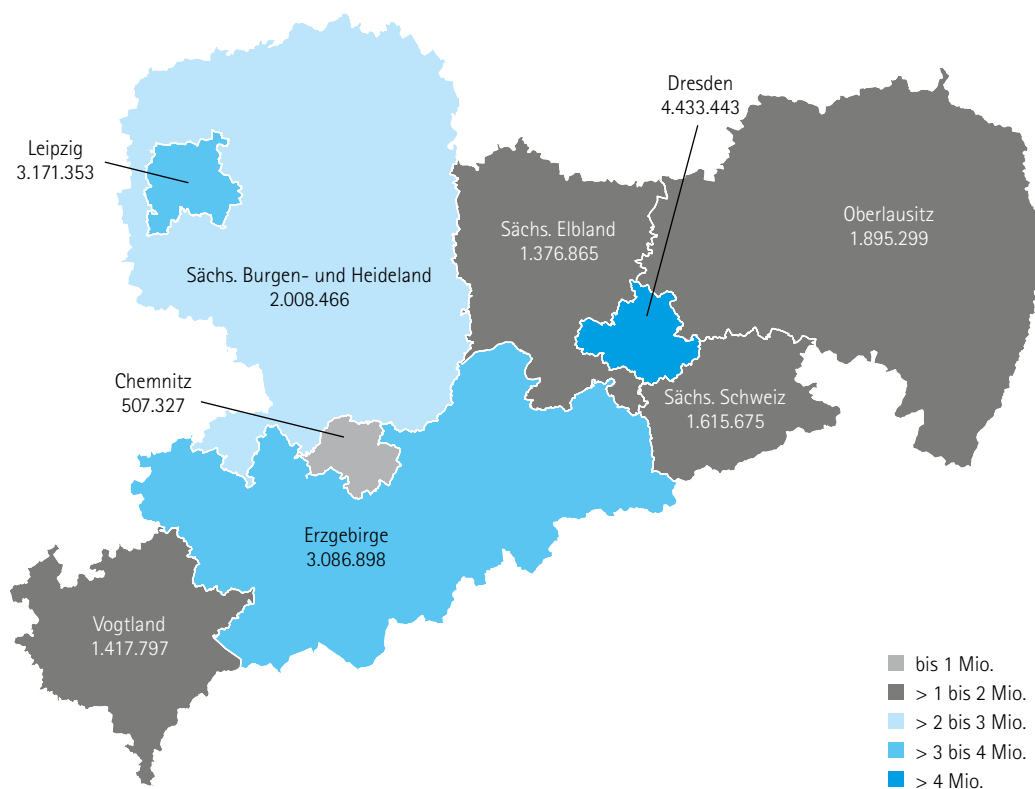 Dresden
4.433.443
Leipzig
3.171.353
Oberlausitz
1.895.299
Sächs. Elbland
1.376.865
Sächs. Burgen- und Heideland
2.008.466
Chemnitz
507.327
Sächs. Schweiz
1.615.675
Erzgebirge
3.086.898
Vogtland
1.417.797
bis 1 Mio.
> 1 bis 2 Mio.
> 2 bis 3 Mio.
> 3 bis 4 Mio.
> 4 Mio.